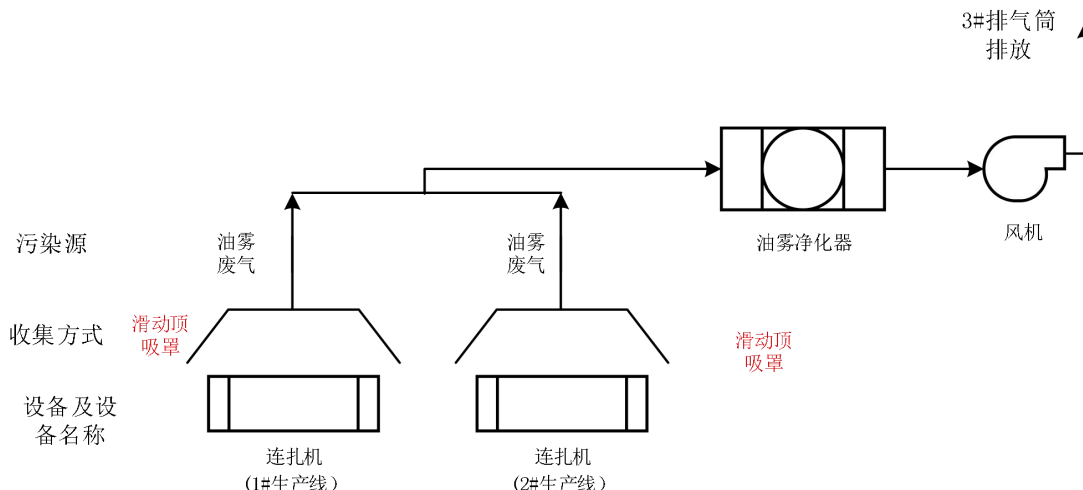 3#排气筒
排放
污染源
油雾
废气
油雾
废气
油雾净化器
风机
收集方式
滑动顶
吸罩
滑动顶
吸罩
设备及设
备名称
连扎机
(1#生产线)
连扎机
(2#生产线)